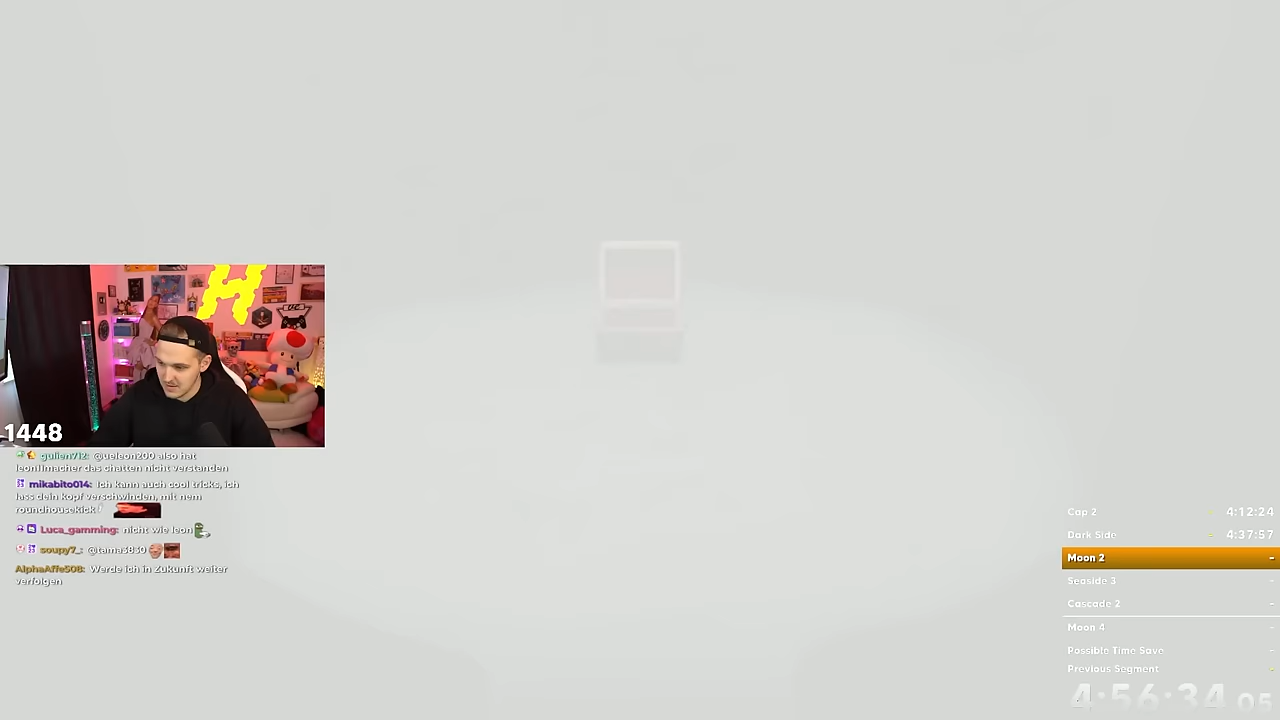 1448
gulien712: @ueleon200 also hat
leon11macher das chatten nicht verstanden
mikabito014: Ich kann auch cool tricks, ich
lass dein kopf verschwinden, mit nem
roundhousekick!
Luca_gamming: nicht wie leon
soupy7_: @tama3830
AlphaAffe508: Werde ich in Zukunft weiter
verfolgen
Cap 2 - 4:12:24
Dark Side - 4:37:57
Moon 2 -
Seaside 3 -
Cascade 2 -
Moon 4 -
Possible Time Save -
Previous Segment -
4:56:34 05